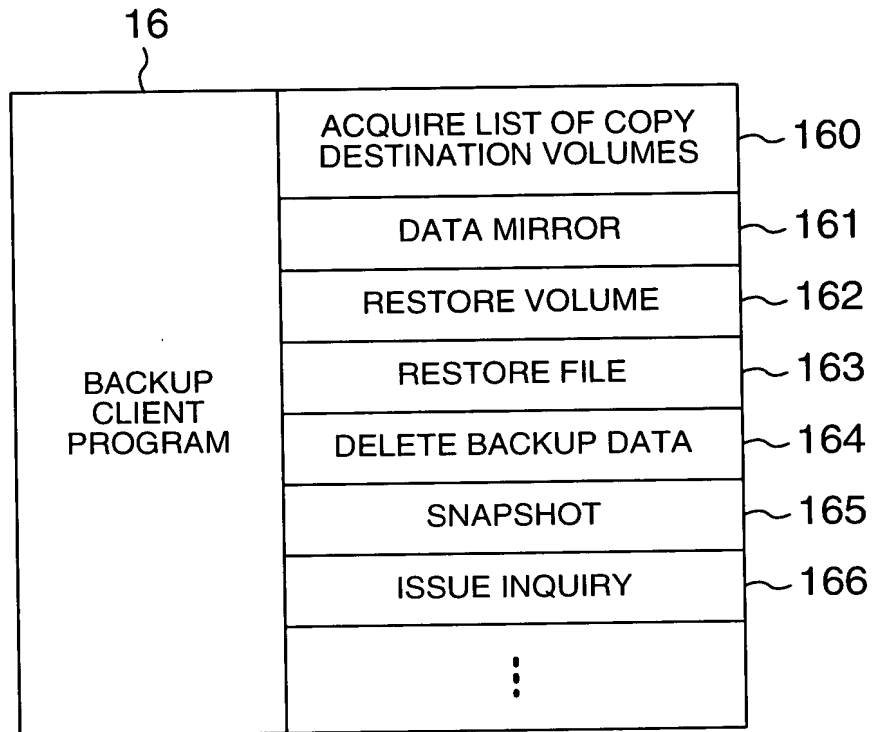 16
BACKUP
CLIENT
PROGRAM
ACQUIRE LIST OF COPY
DESTINATION VOLUMES
160
DATA MIRROR
161
RESTORE VOLUME
162
RESTORE FILE
163
DELETE BACKUP DATA
164
SNAPSHOT
165
ISSUE INQUIRY
166